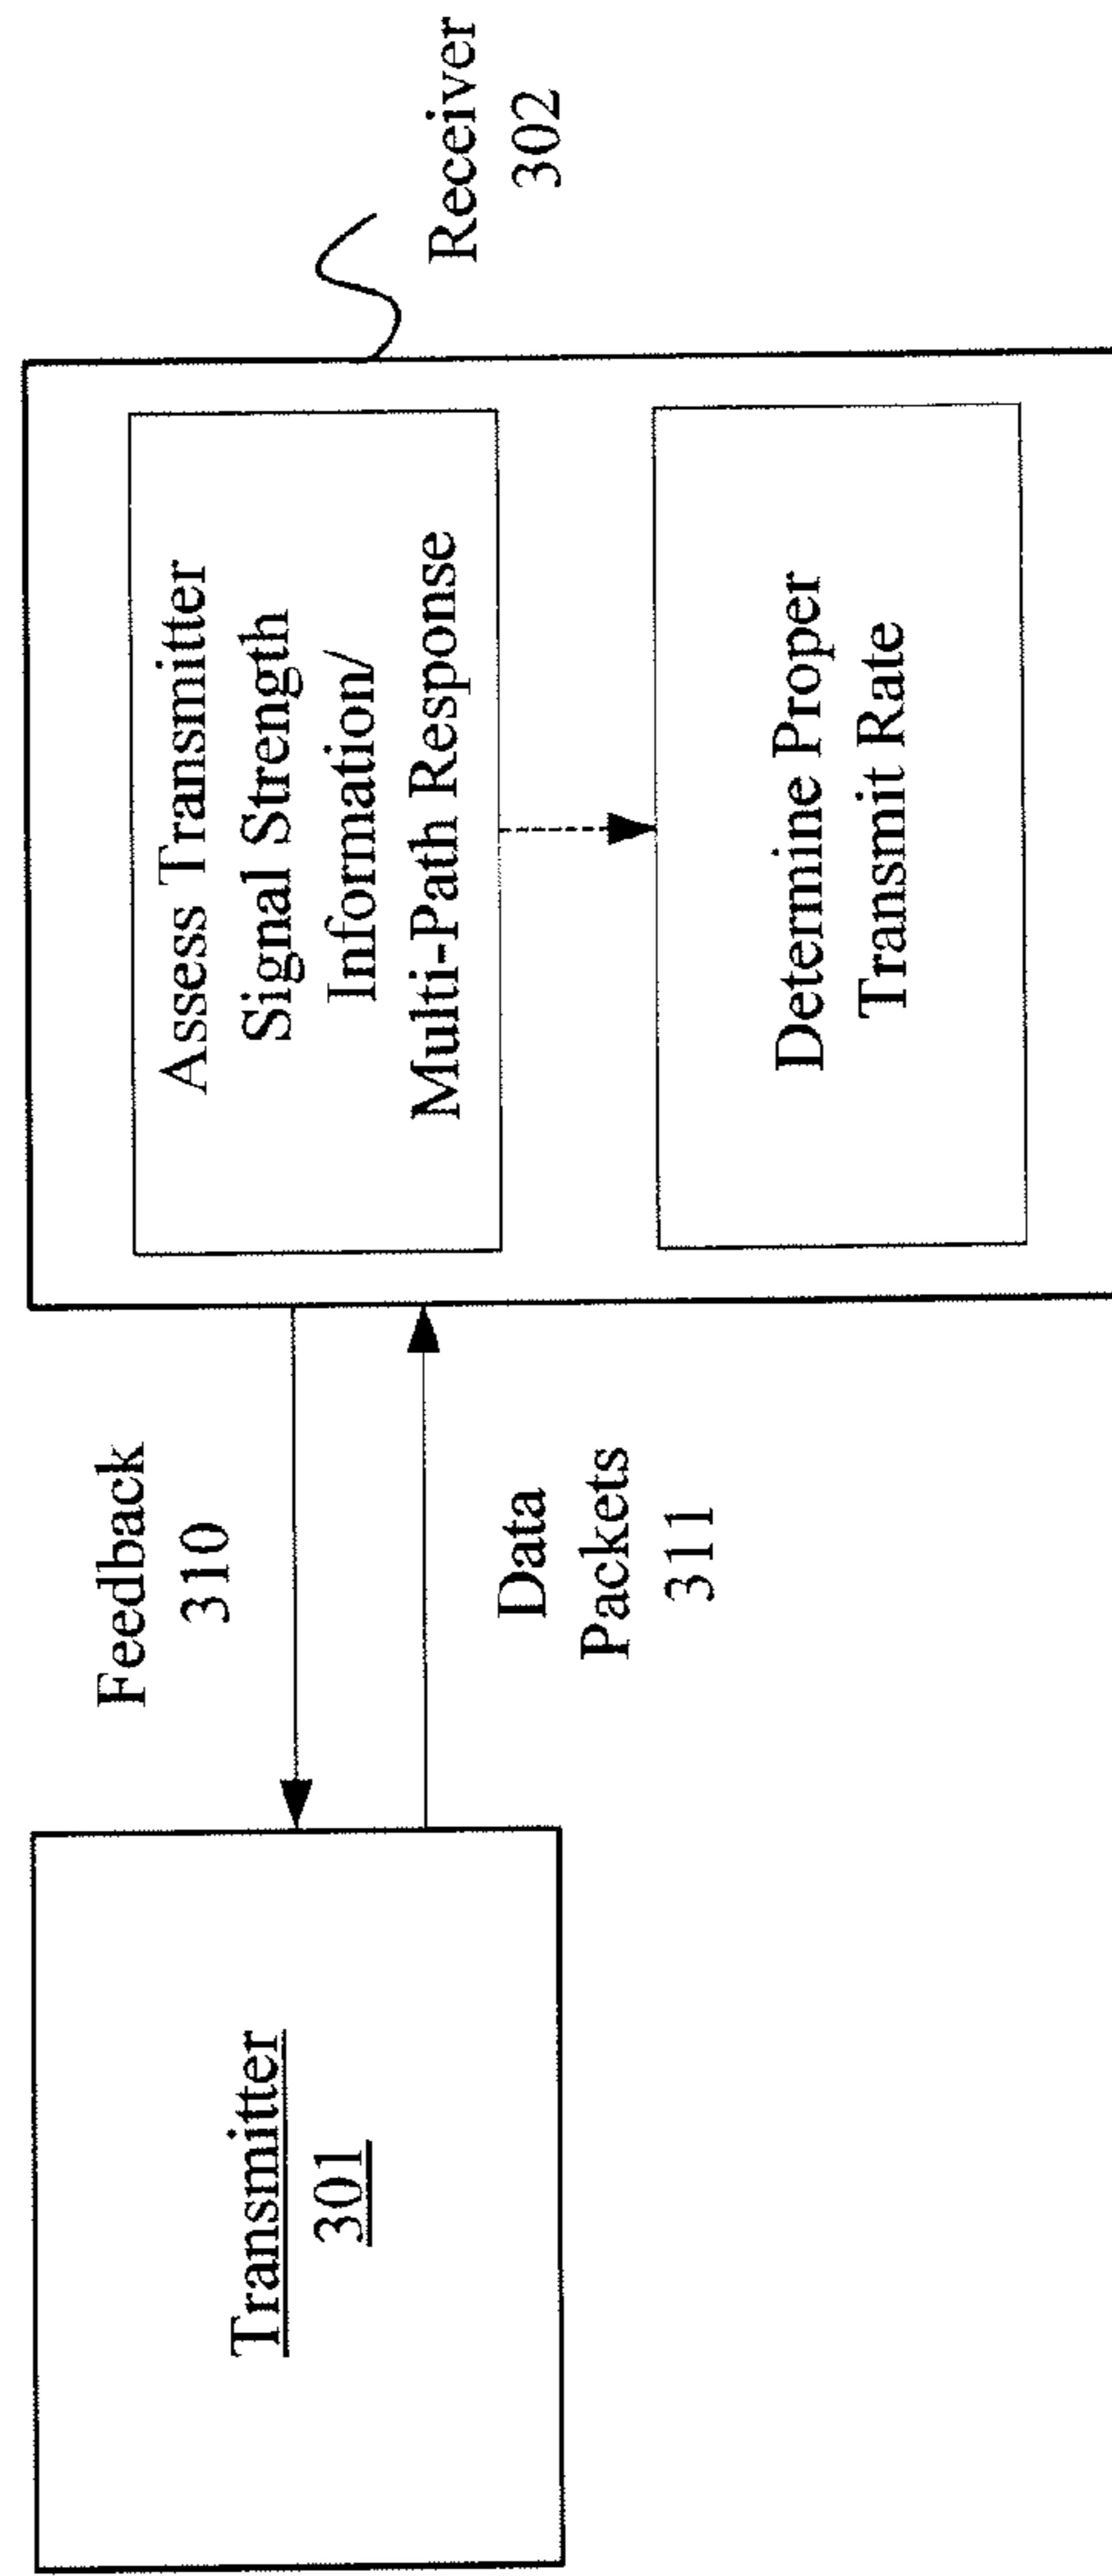 Transmitter
301
Feedback
310
Data
Packets
311
Assess Transmitter
Signal Strength
Information/
Multi-Path Response
Determine Proper
Transmit Rate
Receiver
302